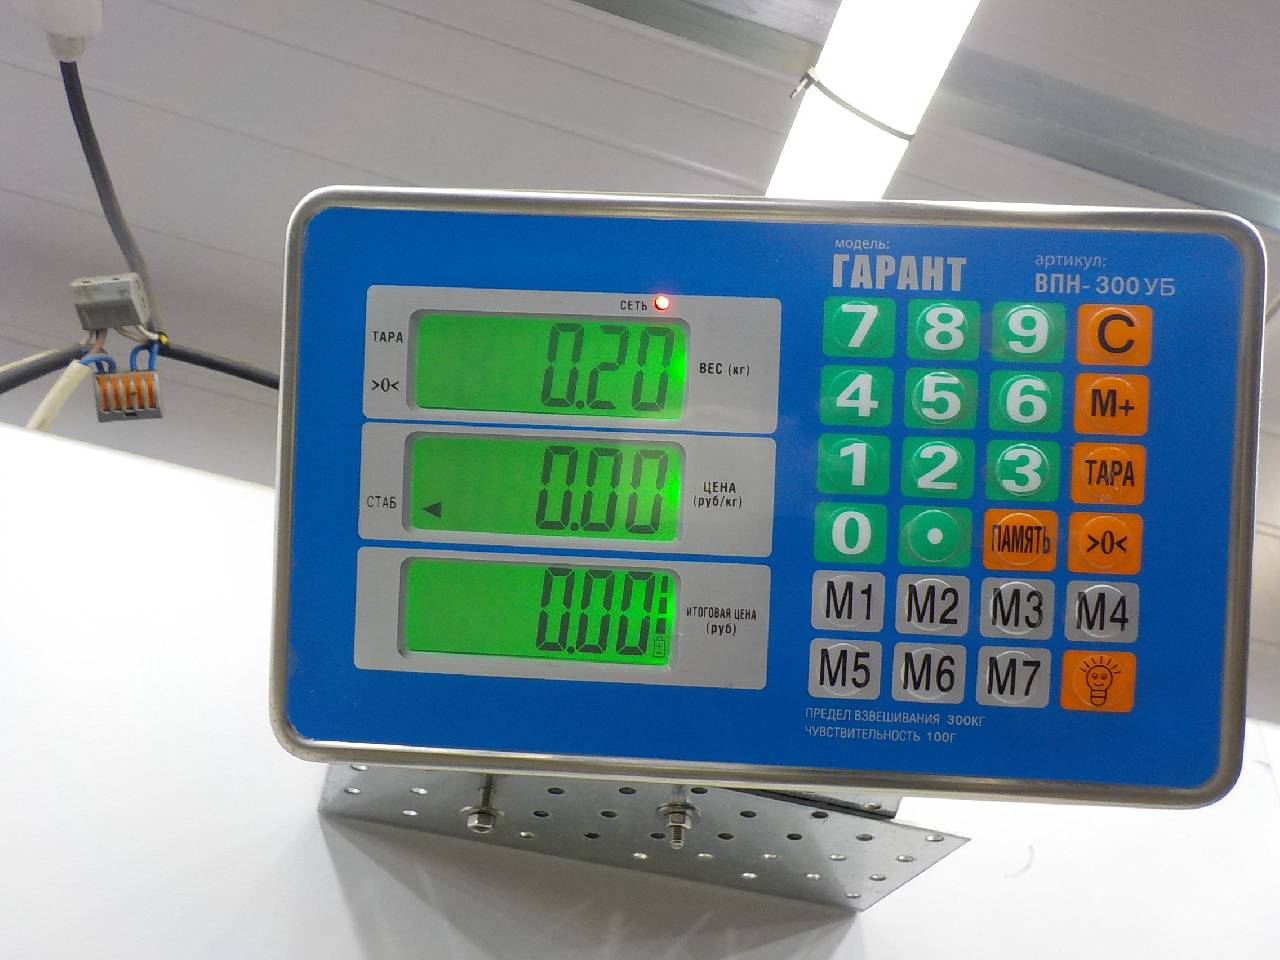 модель:
ГАРАНТ
артикул:
ВПН- 300 УБ
СЕТЬ
ТАРА
>0<
0.20
ВЕС (кг)
СТАБ
0.00
ЦЕНА
(руб/кг)
0.00
ИТОГОВАЯ ЦЕНА
(руб)
7 8 9 C
4 5 6 M+
1 2 3 ТАРА
0 . ПАМЯТЬ >0<
M1 M2 M3 M4
M5 M6 M7
ПРЕДЕЛ ВЗВЕШИВАНИЯ 300КГ
ЧУВСТВИТЕЛЬНОСТЬ 100Г